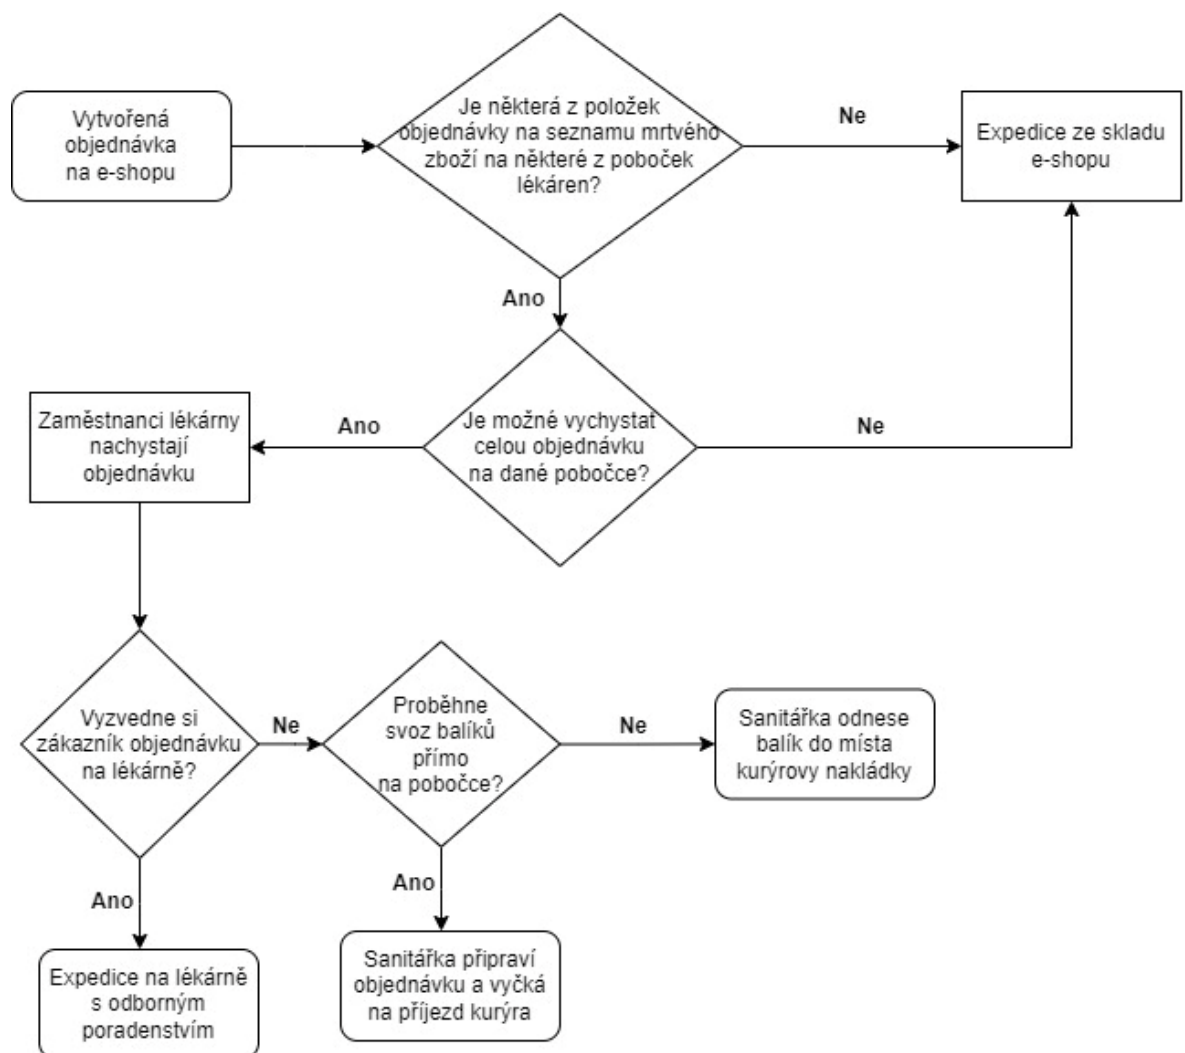 Vytvořená
objednávka
na e-shopu
Je některá z položek
objednávky na seznamu mrtvého
zboží na některé z poboček
lékáren?
Ne
Expedice ze skladu
e-shopu
Ano
Zaměstnanci lékárny
nachystají
objednávku
Ano
Je možné vychystat
celou objednávku
na dané pobočce?
Ne
Vyzvedne si
zákazník objednávku
na lékárně?
Ne
Proběhne
svoz balíků
přímo
na pobočce?
Ne
Sanitářka odnese
balík do místa
kurýrovy nakládky
Ano
Ano
Expedice na lékárně
s odborným
poradenstvím
Sanitářka připraví
objednávku a vyčká
na příjezd kurýra